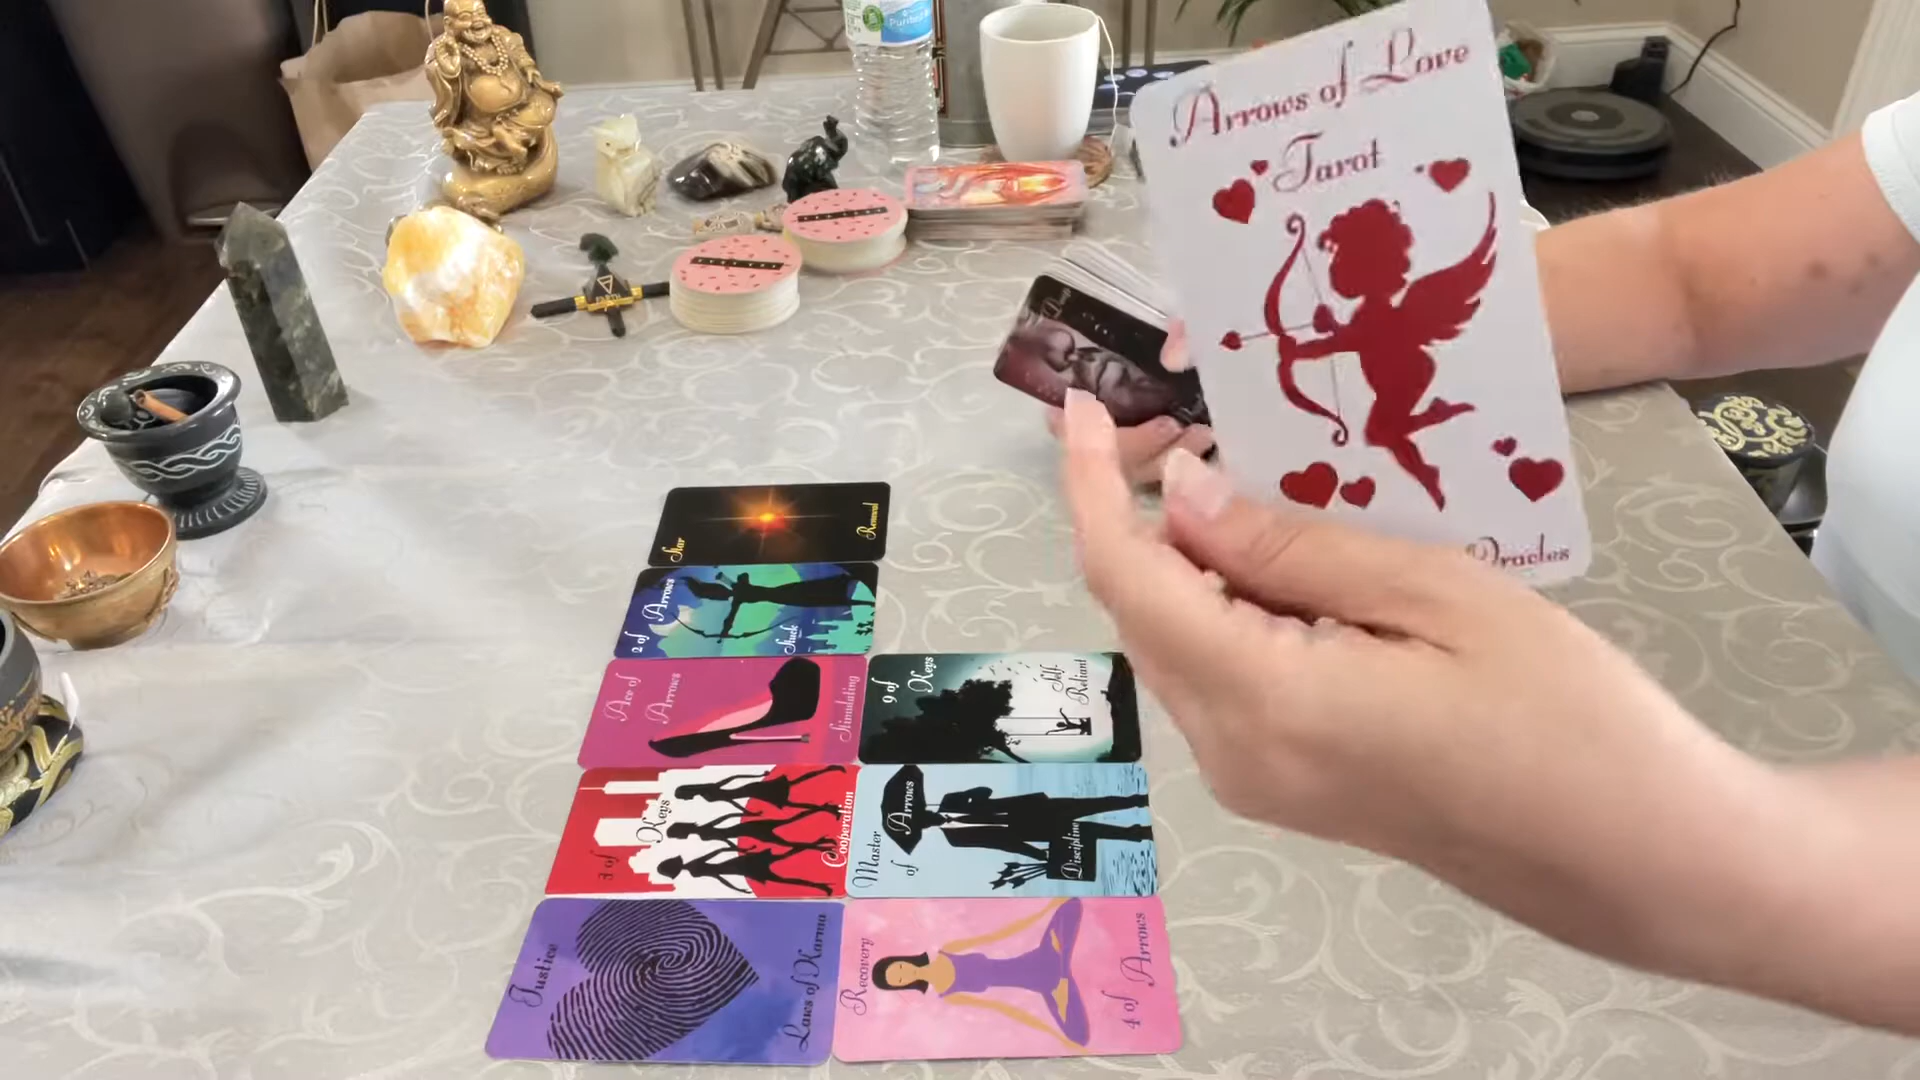 Purified
Arrows of Love
Tarot
Oracles
Star
Renewal
2 of Arrows
Stuck
Ace of
Arrows
Stimulating
9 of
Keys
Self-
Reliant
3 of
Keys
Cooperation
Master
of
Arrows
Discipline
Justice
Laws of Karma
Recovery
4 of Arrows